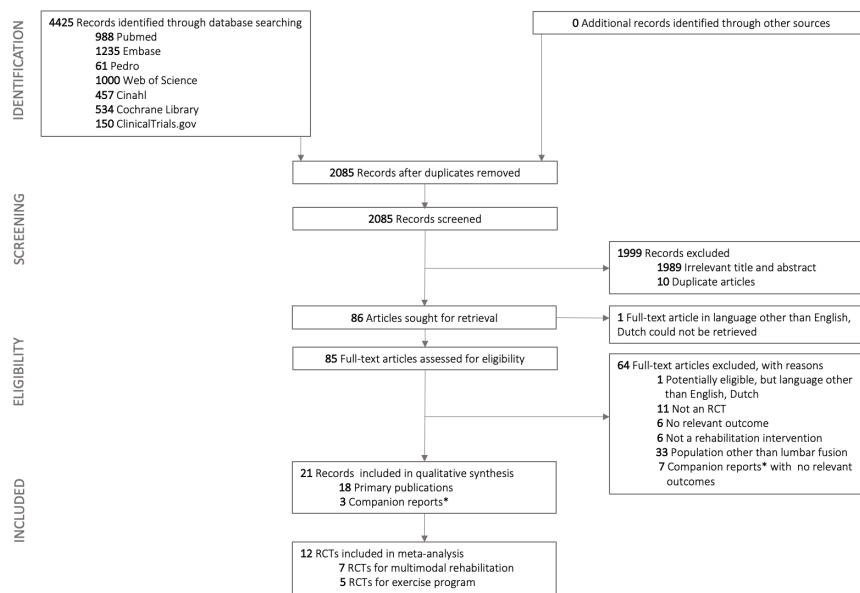 IDENTIFICATION
4425 Records identified through database searching
988 Pubmed
1235 Embase
61 Pedro
1000 Web of Science
457 Cinahl
534 Cochrane Library
150 ClinicalTrials.gov
0 Additional records identified through other sources
2085 Records after duplicates removed
SCREENING
2085 Records screened
1999 Records excluded
1989 Irrelevant title and abstract
10 Duplicate articles
86 Articles sought for retrieval
1 Full-text article in language other than English,
Dutch could not be retrieved
ELIGIBILITY
85 Full-text articles assessed for eligibility
64 Full-text articles excluded, with reasons
1 Potentially eligible, but language other
than English, Dutch
11 Not an RCT
6 No relevant outcome
6 Not a rehabilitation intervention
33 Population other than lumbar fusion
7 Companion reports* with no relevant
outcomes
INCLUDED
21 Records included in qualitative synthesis
18 Primary publications
3 Companion reports*
12 RCTs included in meta-analysis
7 RCTs for multimodal rehabilitation
5 RCTs for exercise program